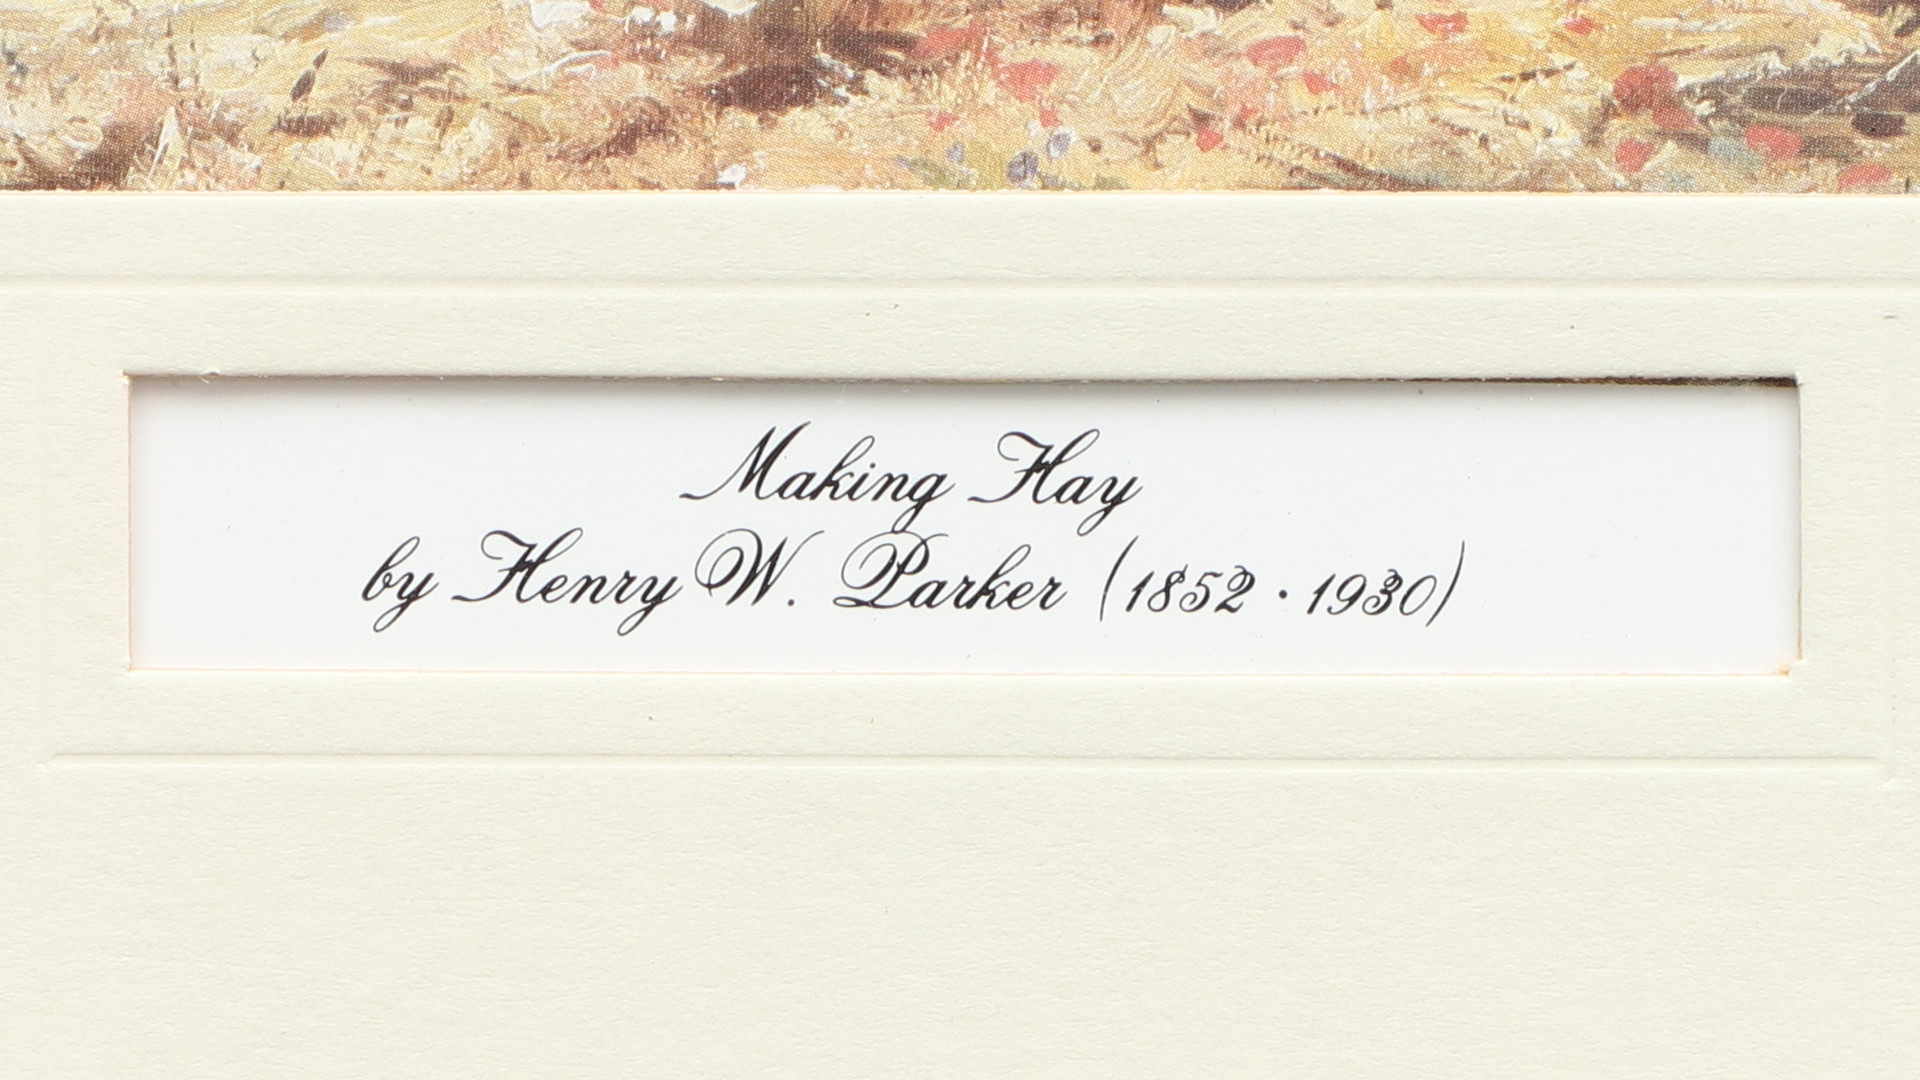 Making Hay
by Henry W. Parker (1852 · 1930)